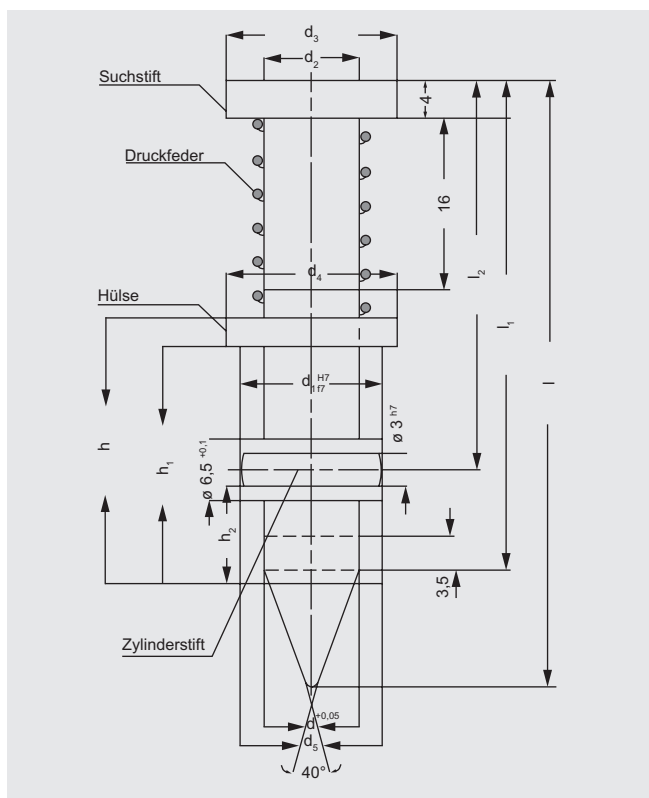 d₃
d₂
Suchstift
4
Druckfeder
16
l₂
d₄
Hülse
l₁
l
d₁ H7 f7
ø 3 h7
h
h₁
ø 6,5 +0,1
h₂
3,5
Zylinderstift
d +0,05
d₅
40°